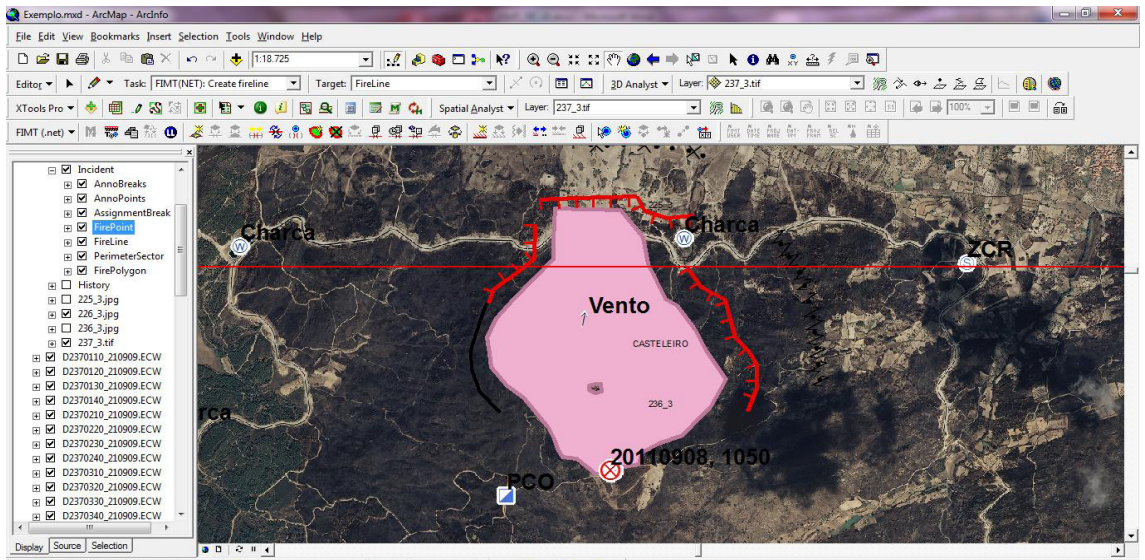 Exemplo.mxd - ArcMap - ArcInfo
File Edit View Bookmarks Insert Selection Tools Window Help
1:18.725
Editor Task: FIMT(NET): Create fireline Target: FireLine 3D Analyst Layer: 237_3.tif
XTools Pro Spatial Analyst Layer: 237_3.tif 100%
FIMT (.net)
Incident
AnnoBreaks
AnnoPoints
AssignmentBreak
FirePoint
FireLine
PerimeterSector
FirePolygon
History
225_3.jpg
226_3.jpg
236_3.jpg
237_3.tif
D2370110_210909.ECW
D2370120_210909.ECW
D2370130_210909.ECW
D2370140_210909.ECW
D2370210_210909.ECW
D2370220_210909.ECW
D2370230_210909.ECW
D2370240_210909.ECW
D2370310_210909.ECW
D2370320_210909.ECW
D2370330_210909.ECW
D2370340_210909.ECW
Display Source Selection
Charca
W
Charca
W
ZCR
S
Vento
CASTELEIRO
236_3
rca
20110908, 1050
PCO